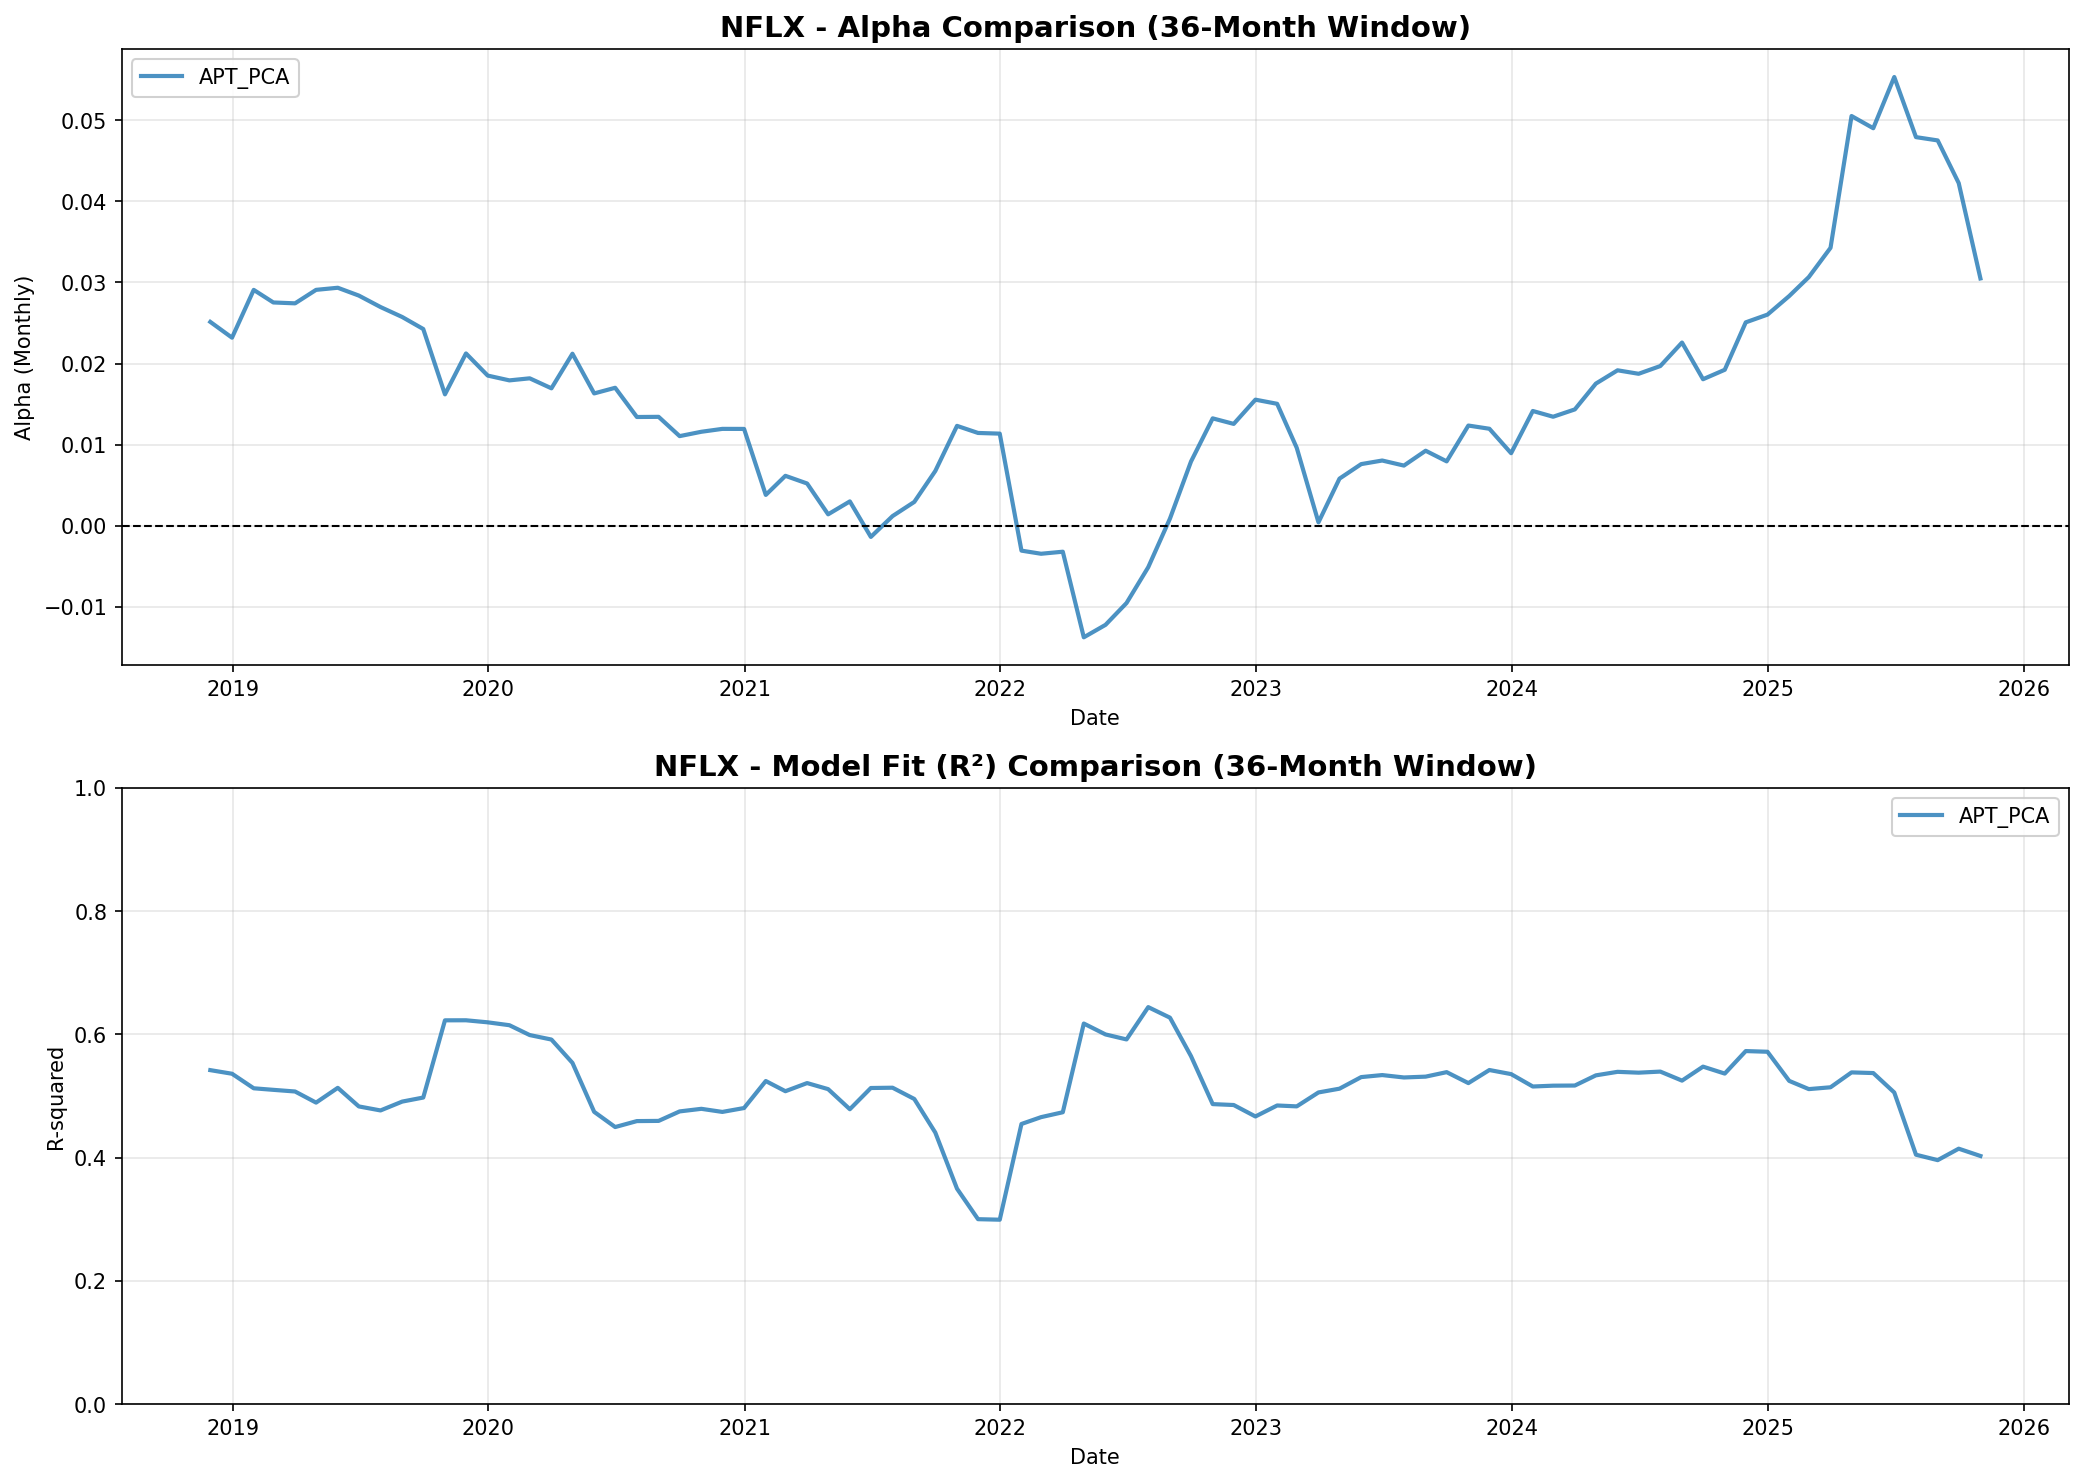 NFLX - Alpha Comparison (36-Month Window)
APT_PCA
Alpha (Monthly)
0.05
0.04
0.03
0.02
0.01
0.00
−0.01
2019 2020 2021 2022 2023 2024 2025 2026
Date
NFLX - Model Fit (R²) Comparison (36-Month Window)
APT_PCA
R-squared
1.0
0.8
0.6
0.4
0.2
0.0
2019 2020 2021 2022 2023 2024 2025 2026
Date